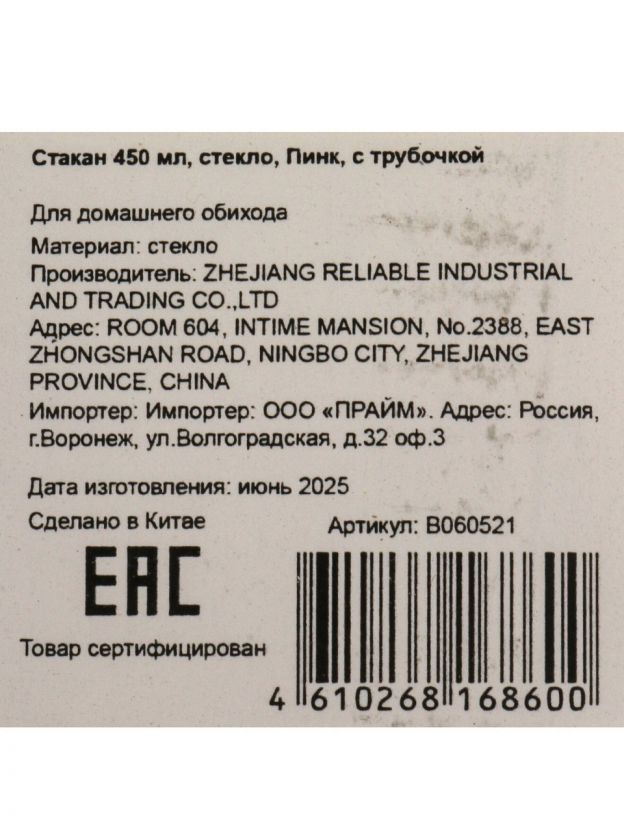 Стакан 450 мл, стекло, Пинк, с трубочкой
Для домашнего обихода
Материал: стекло
Производитель: ZHEJIANG RELIABLE INDUSTRIAL
AND TRADING CO.,LTD
Адрес: ROOM 604, INTIME MANSION, No.2388, EAST
ZHONGSHAN ROAD, NINGBO CITY, ZHEJIANG
PROVINCE, CHINA
Импортер: Импортер: ООО «ПРАЙМ». Адрес: Россия,
г.Воронеж, ул.Волгоградская, д.32 оф.3
Дата изготовления: июнь 2025
Сделано в Китае
Артикул: B060521
EAC
Товар сертифицирован
4 610268 168600